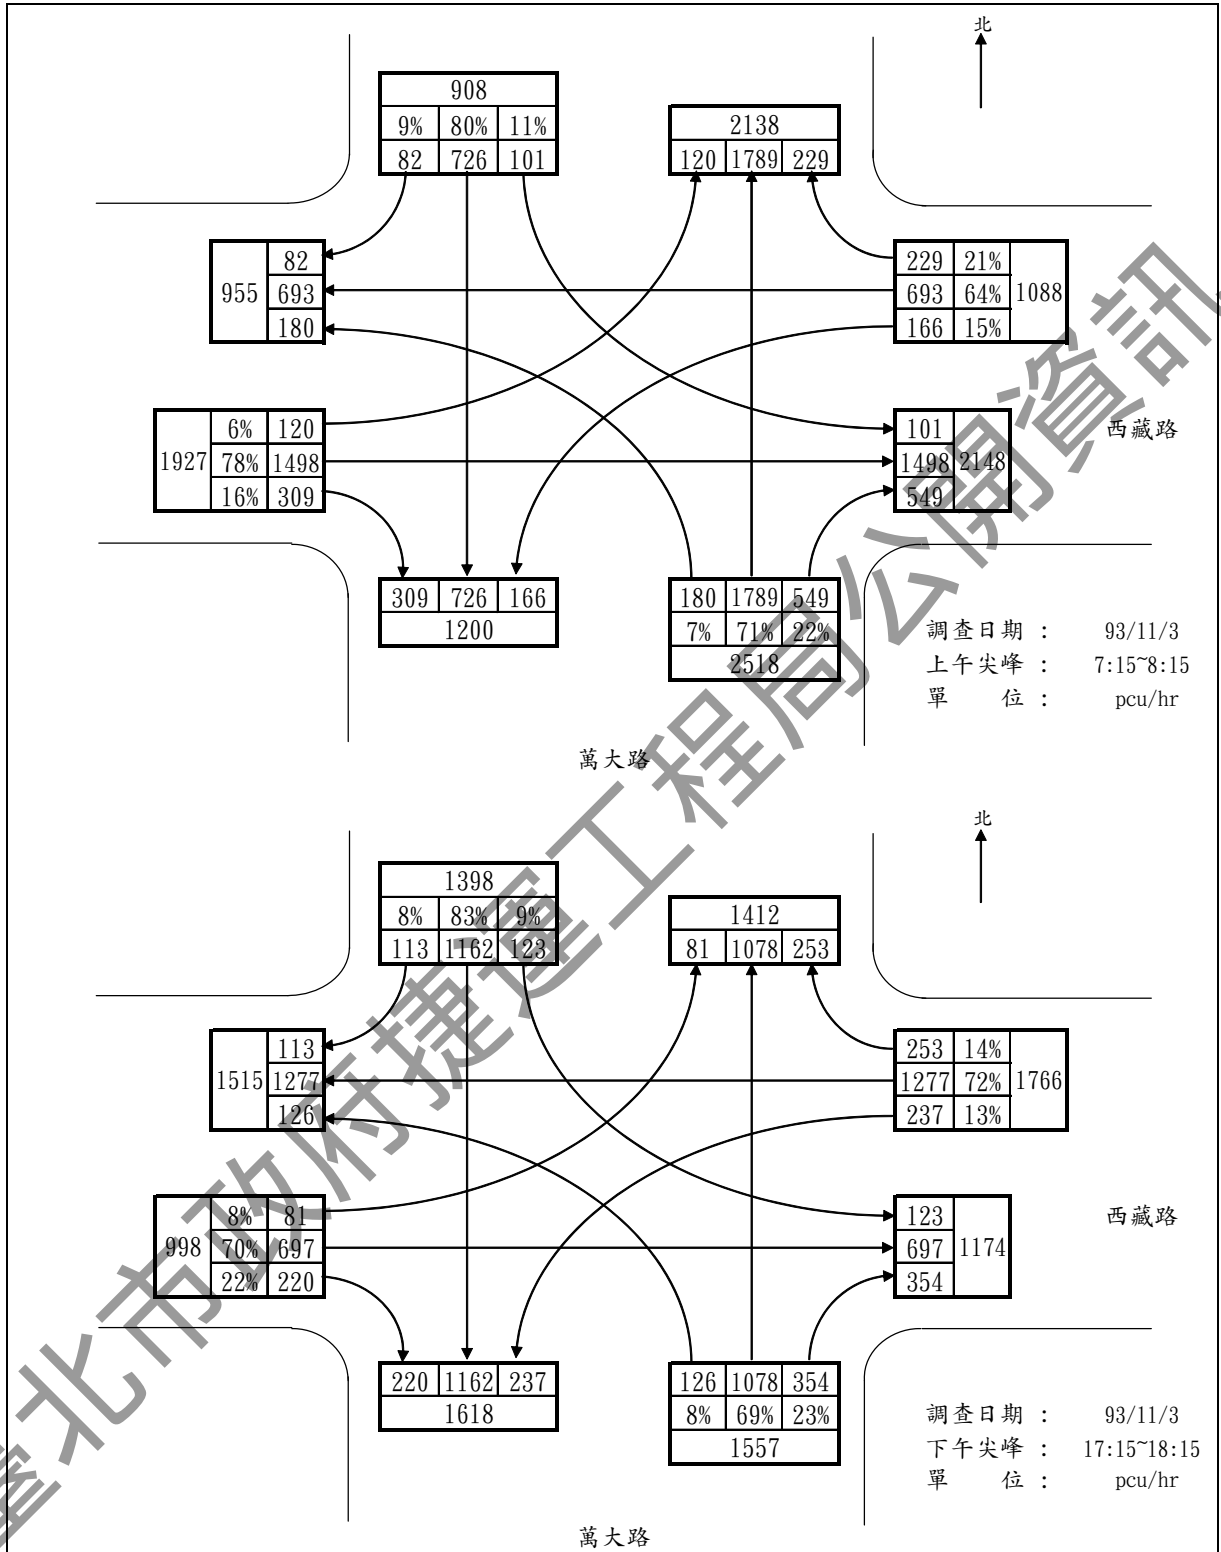 北
908
9% 80% 11%
82 726 101
2138
120 1789 229
955
82
693
180
229 21%
693 64%
166 15%
1088
1927
6% 120
78% 1498
16% 309
101
1498
549
2148
西藏路
309 726 166
1200
180 1789 549
7% 71% 22%
2518
調查日期 : 93/11/3
上午尖峰 : 7:15~8:15
單 位 : pcu/hr
萬大路
北
1398
8% 83% 9%
113 1162 123
1412
81 1078 253
1515
113
1277
126
253 14%
1277 72%
237 13%
1766
998
8% 81
70% 697
22% 220
123
697
354
1174
西藏路
220 1162 237
1618
126 1078 354
8% 69% 23%
1557
調查日期 : 93/11/3
下午尖峰 : 17:15~18:15
單 位 : pcu/hr
萬大路
臺北市政府捷運工程局公開資訊